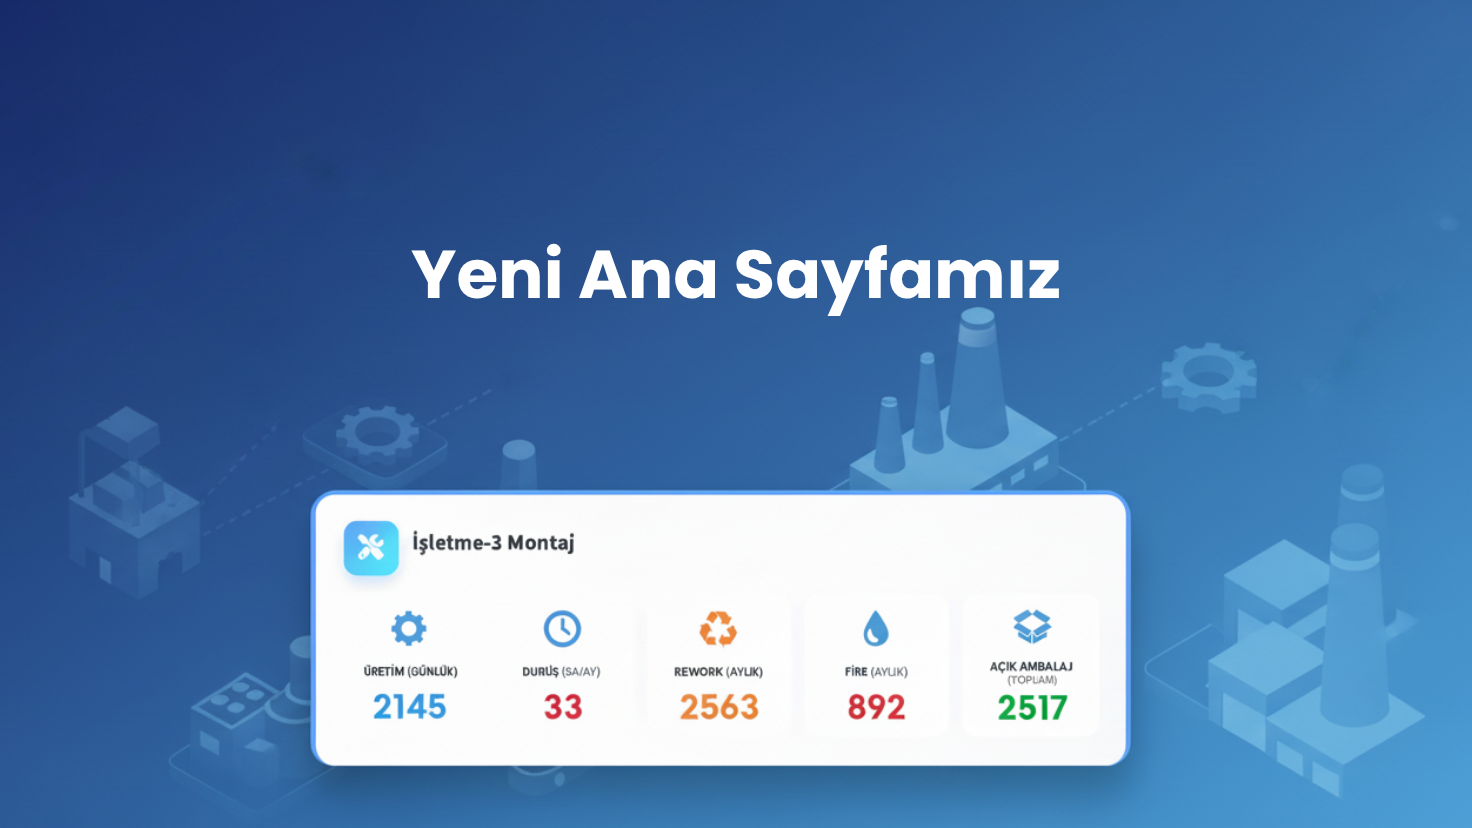 Yeni Ana Sayfamız
İşletme-3 Montaj
ÜRETİM (GÜNLÜK)
2145
DURUŞ (SA/AY)
33
REWORK (AYLIK)
2563
FİRE (AYLIK)
892
AÇIK AMBALAJ
(TOPLAM)
2517